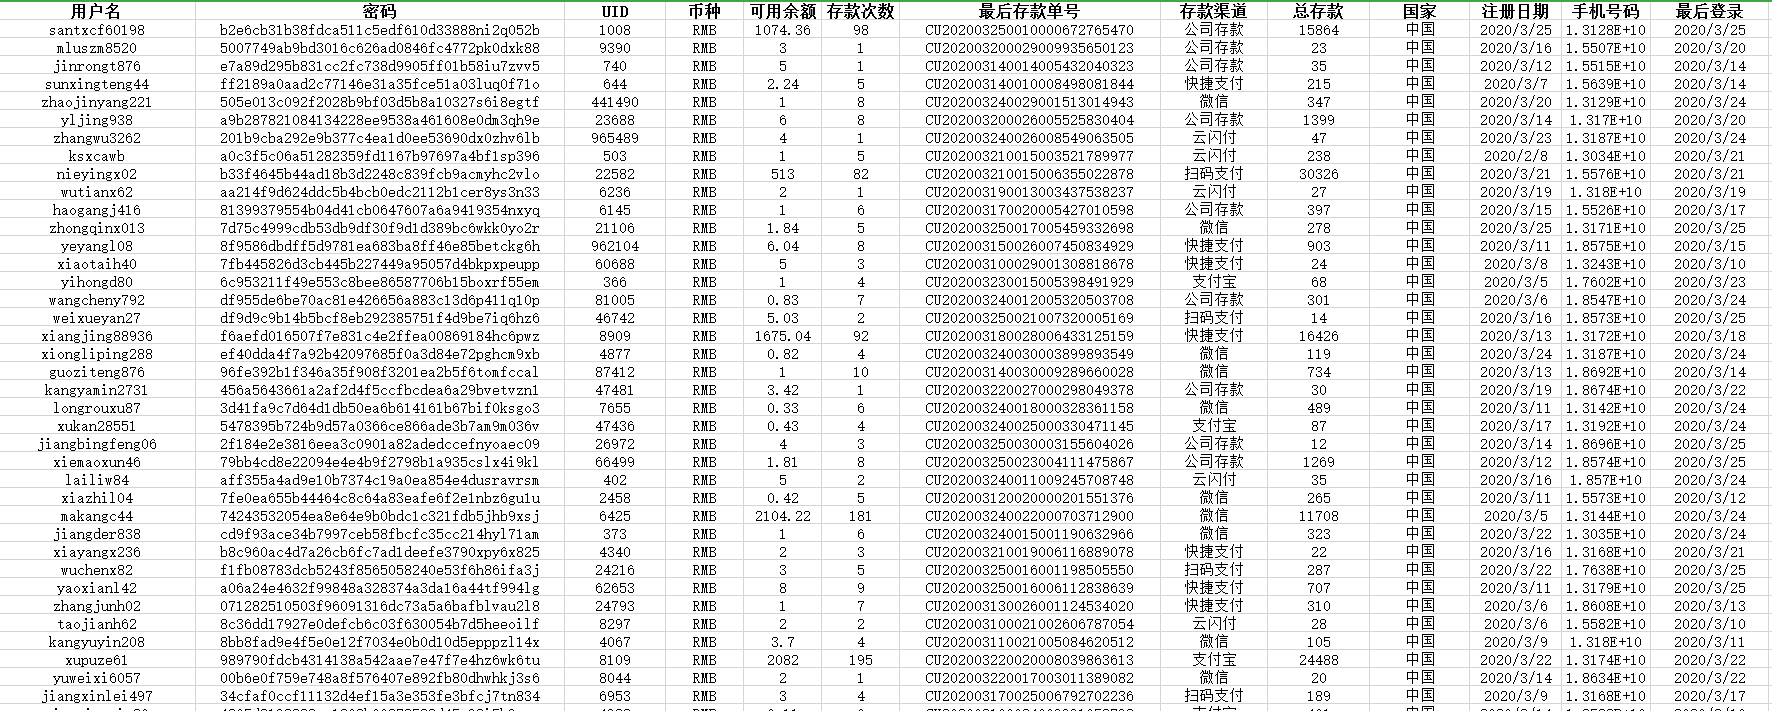 用户名 密码 UID 币种 可用余额 存款次数 最后存款单号 存款渠道 总存款 国家 注册日期 手机号码 最后登录
santxcf60198 b2e6cb31b38fdca511c5edf610d33888ni2q052b 1008 RMB 1074.36 98 CU202003250010000672765470 公司存款 15864 中国 2020/3/25 1.3128E+10 2020/3/25
mluszm8520 5007749ab9bd3016c626ad0846fc4772pk0dxk88 9390 RMB 3 1 CU202003200029009935650123 公司存款 23 中国 2020/3/16 1.5507E+10 2020/3/20
jinrongt876 e7a89d295b831cc2fc738d9905ff01b58iu7zvv5 740 RMB 5 1 CU202003140014005432040323 公司存款 35 中国 2020/3/12 1.5515E+10 2020/3/14
sunxingteng44 ff2189a0aad2c77146e31a35fce51a03luq0f71o 644 RMB 2.24 5 CU202003140010008498081844 快捷支付 215 中国 2020/3/7 1.5639E+10 2020/3/14
zhaojinyang221 505e013c092f2028b9bf03d5b8a10327s6i8egtf 441490 RMB 1 8 CU202003240029001513014943 微信 347 中国 2020/3/20 1.3129E+10 2020/3/24
yljing938 a9b287821084134228ee9538a461608e0dm3qh9e 23688 RMB 6 8 CU202003200026005525830404 公司存款 1399 中国 2020/3/14 1.317E+10 2020/3/20
zhangwu3262 201b9cba292e9b377c4ea1d0ee53690dx0zhv6lb 965489 RMB 4 1 CU202003240026008549063505 云闪付 47 中国 2020/3/23 1.3187E+10 2020/3/24
ksxcawb a0c3f5c06a51282359fd1167b97697a4bf1sp396 503 RMB 1 5 CU202003210015003521789977 云闪付 238 中国 2020/2/8 1.3034E+10 2020/3/21
nieyingx02 b33f4645b44ad18b3d2248c839fcb9acmyhc2vlo 22582 RMB 513 82 CU202003210015006355022878 扫码支付 30326 中国 2020/3/21 1.5576E+10 2020/3/21
wutianx62 aa214f9d624ddc5b4bcb0edc2112b1cer8ys3n33 6236 RMB 2 1 CU202003190013003437538237 云闪付 27 中国 2020/3/19 1.318E+10 2020/3/19
haogangj416 81399379554b04d41cb0647607a6a9419354nxyq 6145 RMB 1 6 CU202003170020005427010598 公司存款 397 中国 2020/3/15 1.5526E+10 2020/3/17
zhongqinx013 7d75c4999cdb53db9df30f9d1d389bc6wkk0yo2r 21106 RMB 1.84 5 CU202003250017005459332698 微信 278 中国 2020/3/25 1.3171E+10 2020/3/25
yeyangl08 8f9586dbdff5d9781ea683ba8ff46e85betckg6h 962104 RMB 6.04 8 CU202003150026007450834929 快捷支付 903 中国 2020/3/11 1.8575E+10 2020/3/15
xiaotaih40 7fb445826d3cb445b227449a95057d4bkpxpeupp 60688 RMB 5 3 CU202003100029001308818678 快捷支付 24 中国 2020/3/8 1.3243E+10 2020/3/10
yihongd80 6c953211f49e553c8bee86587706b15boxrf55em 366 RMB 1 4 CU202003230015005398491929 支付宝 68 中国 2020/3/5 1.7602E+10 2020/3/23
wangcheny792 df955de6be70ac81e426656a883c13d6p411q10p 81005 RMB 0.83 7 CU202003240012005320503708 公司存款 301 中国 2020/3/6 1.8547E+10 2020/3/24
weixueyan27 df9d9c9b14b5bcf8eb292385751f4d9be7iq6hz6 46742 RMB 5.03 2 CU202003250021007320005169 扫码支付 14 中国 2020/3/16 1.8573E+10 2020/3/25
xiangjing88936 f6aefd016507f7e831c4e2ffea00869184hc6pwz 8909 RMB 1675.04 92 CU202003180028006433125159 快捷支付 16426 中国 2020/3/13 1.3172E+10 2020/3/18
xiongliping288 ef40dda4f7a92b42097685f0a3d84e72pghcm9xb 4877 RMB 0.82 4 CU202003240030003899893549 微信 119 中国 2020/3/24 1.3187E+10 2020/3/24
guoziteng876 96fe392b1f346a35f908f3201ea2b5f6tomfccal 87412 RMB 1 10 CU202003140030009289660028 微信 734 中国 2020/3/13 1.8692E+10 2020/3/14
kangyamin2731 456a5643661a2af2d4f5ccfbcdea6a29bvetvzn1 47481 RMB 3.42 1 CU202003220027000298049378 公司存款 30 中国 2020/3/19 1.8674E+10 2020/3/22
longrouxu87 3d41fa9c7d64d1db50ea6b614161b67bif0ksgo3 7655 RMB 0.33 6 CU202003240018000328361158 微信 489 中国 2020/3/11 1.3142E+10 2020/3/24
xukan28551 5478395b724b9d57a0366ce866ade3b7am9m036v 47436 RMB 0.43 4 CU202003240025000330471145 支付宝 87 中国 2020/3/17 1.3192E+10 2020/3/24
jiangbingfeng06 2f184e2e3816eea3c0901a82adedccefnyoaec09 26972 RMB 4 3 CU202003250030003155604026 公司存款 12 中国 2020/3/14 1.8696E+10 2020/3/25
xiemaoxun46 79bb4cd8e22094e4e4b9f2798b1a935cslx4i9kl 66499 RMB 1.81 8 CU202003250023004111475867 公司存款 1269 中国 2020/3/12 1.8574E+10 2020/3/25
lailiw84 aff355a4ad9e10b7374c19a0ea854e4dusravrsm 402 RMB 5 2 CU202003240011009245708748 云闪付 35 中国 2020/3/16 1.857E+10 2020/3/24
xiazhil04 7fe0ea655b44464c8c64a83eafe6f2e1nbz6gu1u 2458 RMB 0.42 5 CU202003120020000201551376 微信 265 中国 2020/3/11 1.5573E+10 2020/3/12
makangc44 74243532054ea8e64e9b0bdc1c321fdb5jhb9xsj 6425 RMB 2104.22 181 CU202003240022000703712900 微信 11708 中国 2020/3/5 1.3144E+10 2020/3/24
jiangder838 cd9f93ace34b7997ceb58fbcfc35cc214hyl71am 373 RMB 1 6 CU202003240015001190632966 微信 323 中国 2020/3/22 1.3035E+10 2020/3/24
xiayangx236 b8c960ac4d7a26cb6fc7ad1deefe3790xpy6x825 4340 RMB 2 3 CU202003210019006116889078 快捷支付 22 中国 2020/3/16 1.3168E+10 2020/3/21
wuchenx82 f1fb08783dcb5243f8565058240e53f6h86ifa3j 24216 RMB 3 5 CU202003250016001198505550 扫码支付 287 中国 2020/3/22 1.7638E+10 2020/3/25
yaoxianl42 a06a24e4632f99848a328374a3da16a44tf994lg 62653 RMB 8 9 CU202003250016006112838639 快捷支付 707 中国 2020/3/11 1.3179E+10 2020/3/25
zhangjunh02 071282510503f96091316dc73a5a6bafblvau2l8 24793 RMB 1 7 CU202003130026001124534020 快捷支付 310 中国 2020/3/6 1.8608E+10 2020/3/13
taojianh62 8c36dd17927e0defcb6c03f630054b7d5heeoilf 8297 RMB 2 2 CU202003100021002606787054 云闪付 28 中国 2020/3/6 1.5582E+10 2020/3/10
kangyuyin208 8bb8fad9e4f5e0e12f7034e0b0d10d5epppzl14x 4067 RMB 3.7 4 CU202003110021005084620512 微信 105 中国 2020/3/9 1.318E+10 2020/3/11
xupuze61 989790fdcb4314138a542aae7e47f7e4hz6wk6tu 8109 RMB 2082 195 CU202003220020008039863613 支付宝 24488 中国 2020/3/22 1.3174E+10 2020/3/22
yuweixi6057 00b6e0f759e748a8f576407e892fb80dhwhkj3s6 8044 RMB 2 1 CU202003220017003011389082 微信 20 中国 2020/3/14 1.8634E+10 2020/3/22
jiangxinlei497 34cfaf0ccf11132d4ef15a3e353fe3bfcj7tn834 6953 RMB 3 4 CU202003170025006792702236 扫码支付 189 中国 2020/3/9 1.3168E+10 2020/3/17